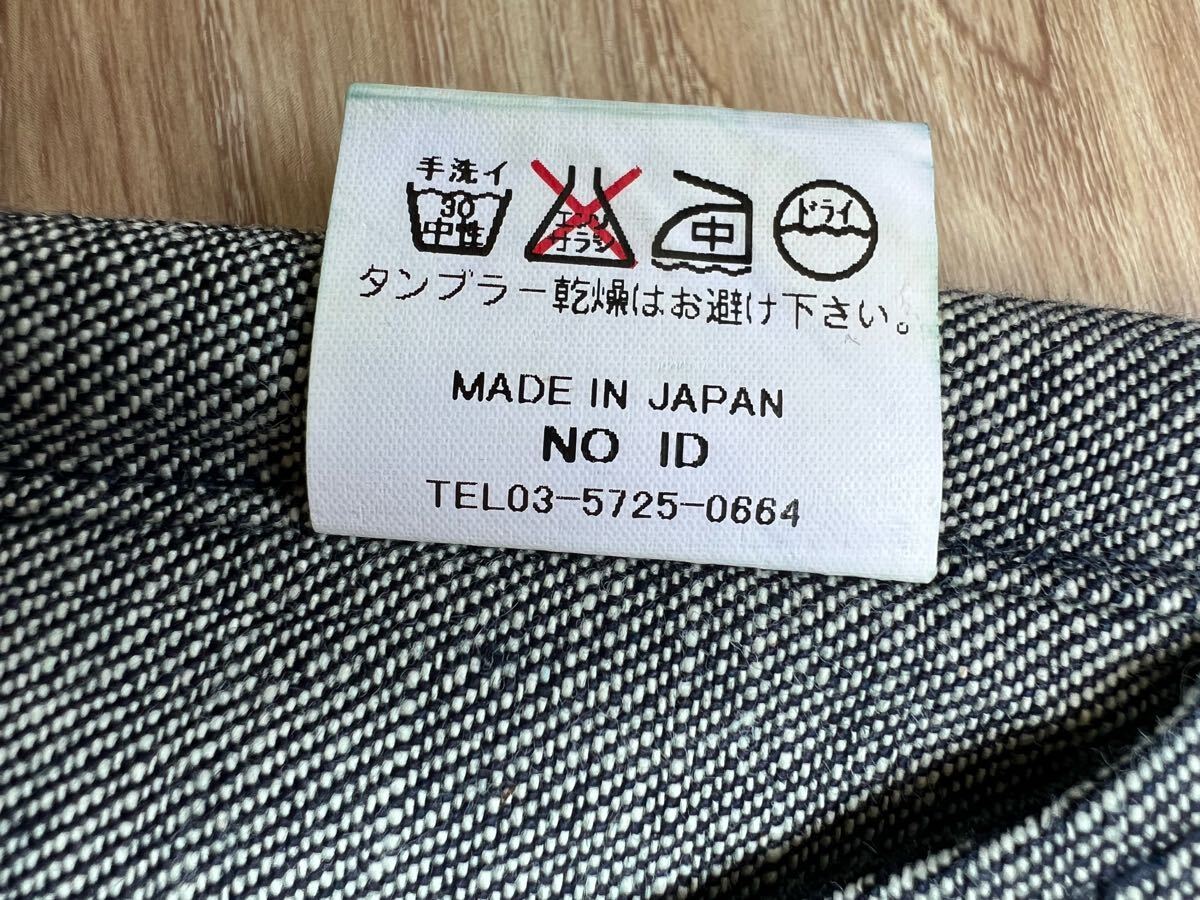 手洗イ
30
中性
エンソ
サラシ
中
ドライ
タンブラー乾燥はお避け下さい。
MADE IN JAPAN
NO ID
TEL03-5725-0664